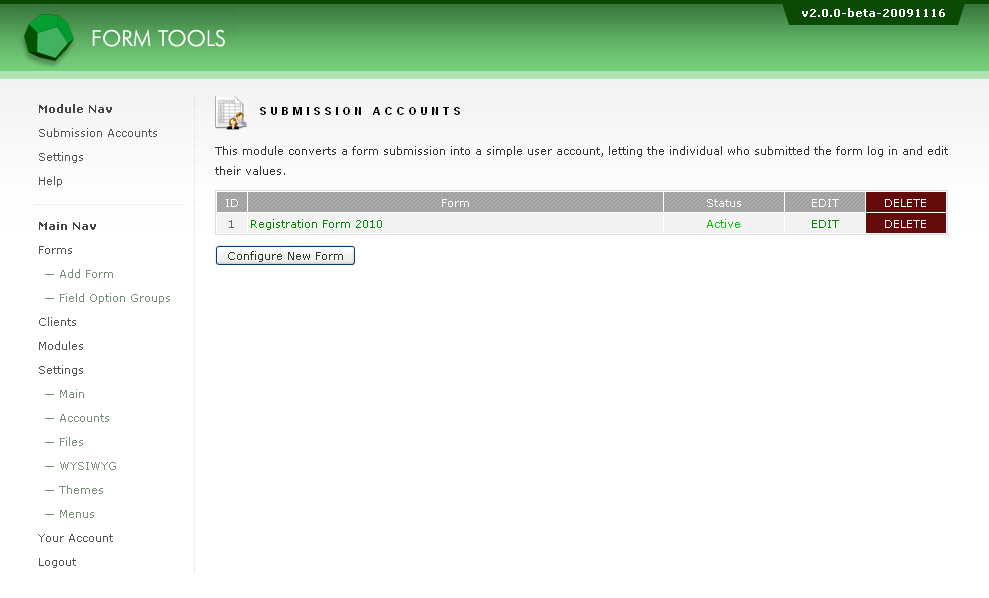 v2.0.0-beta-20091116
FORM TOOLS
Module Nav
Submission Accounts
Settings
Help
Main Nav
Forms
— Add Form
— Field Option Groups
Clients
Modules
Settings
— Main
— Accounts
— Files
— WYSIWYG
— Themes
— Menus
Your Account
Logout
SUBMISSION ACCOUNTS
This module converts a form submission into a simple user account, letting the individual who submitted the form log in and edit
their values.
ID Form Status EDIT DELETE
1 Registration Form 2010 Active EDIT DELETE
Configure New Form